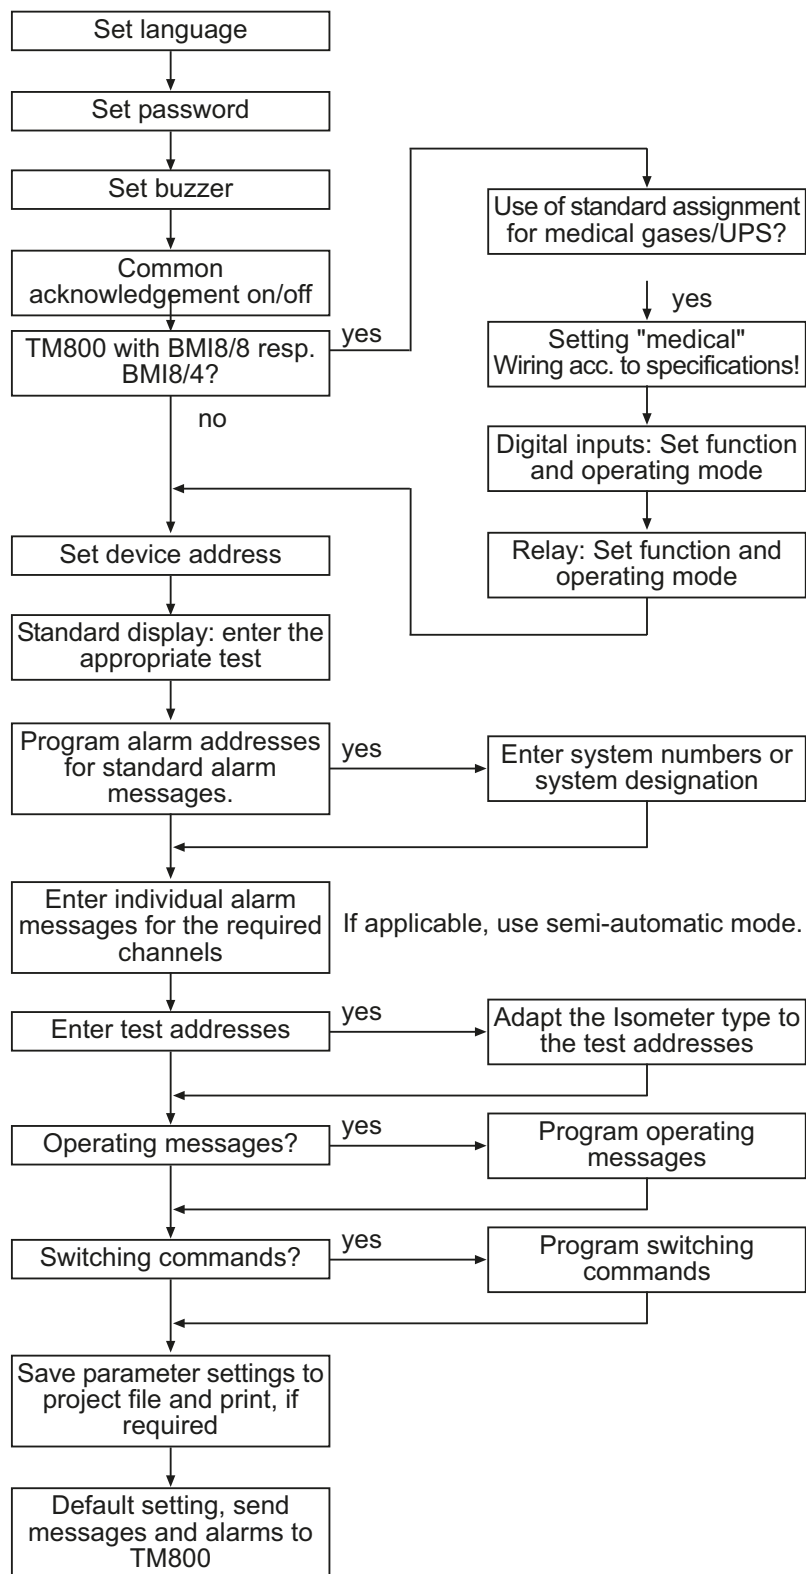 Set language
Set password
Set buzzer
Common
acknowledgement on/off
TM800 with BMI8/8 resp.
BMI8/4?
yes
no
Use of standard assignment
for medical gases/UPS?
yes
Setting "medical"
Wiring acc. to specifications!
Digital inputs: Set function
and operating mode
Relay: Set function and
operating mode
Set device address
Standard display: enter the
appropriate test
Program alarm addresses
for standard alarm
messages.
yes
Enter system numbers or
system designation
Enter individual alarm
messages for the required
channels
If applicable, use semi-automatic mode.
Enter test addresses
yes
Adapt the Isometer type to
the test addresses
Operating messages?
yes
Program operating
messages
Switching commands?
yes
Program switching
commands
Save parameter settings to
project file and print, if
required
Default setting, send
messages and alarms to
TM800